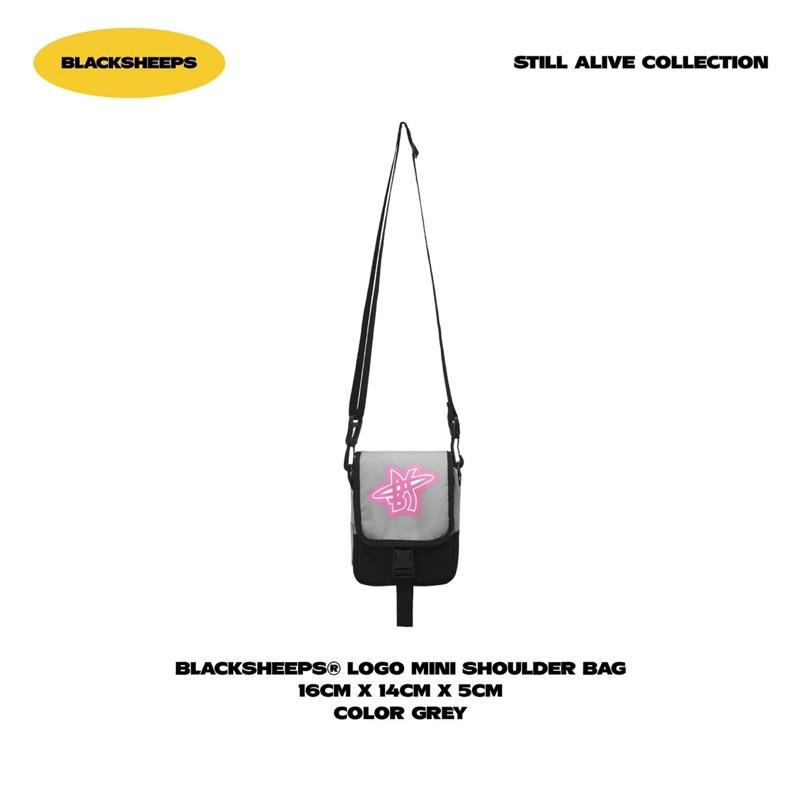 BLACKSHEEPS
STILL ALIVE COLLECTION
BLACKSHEEPS® LOGO MINI SHOULDER BAG
16CM X 14CM X 5CM
COLOR GREY